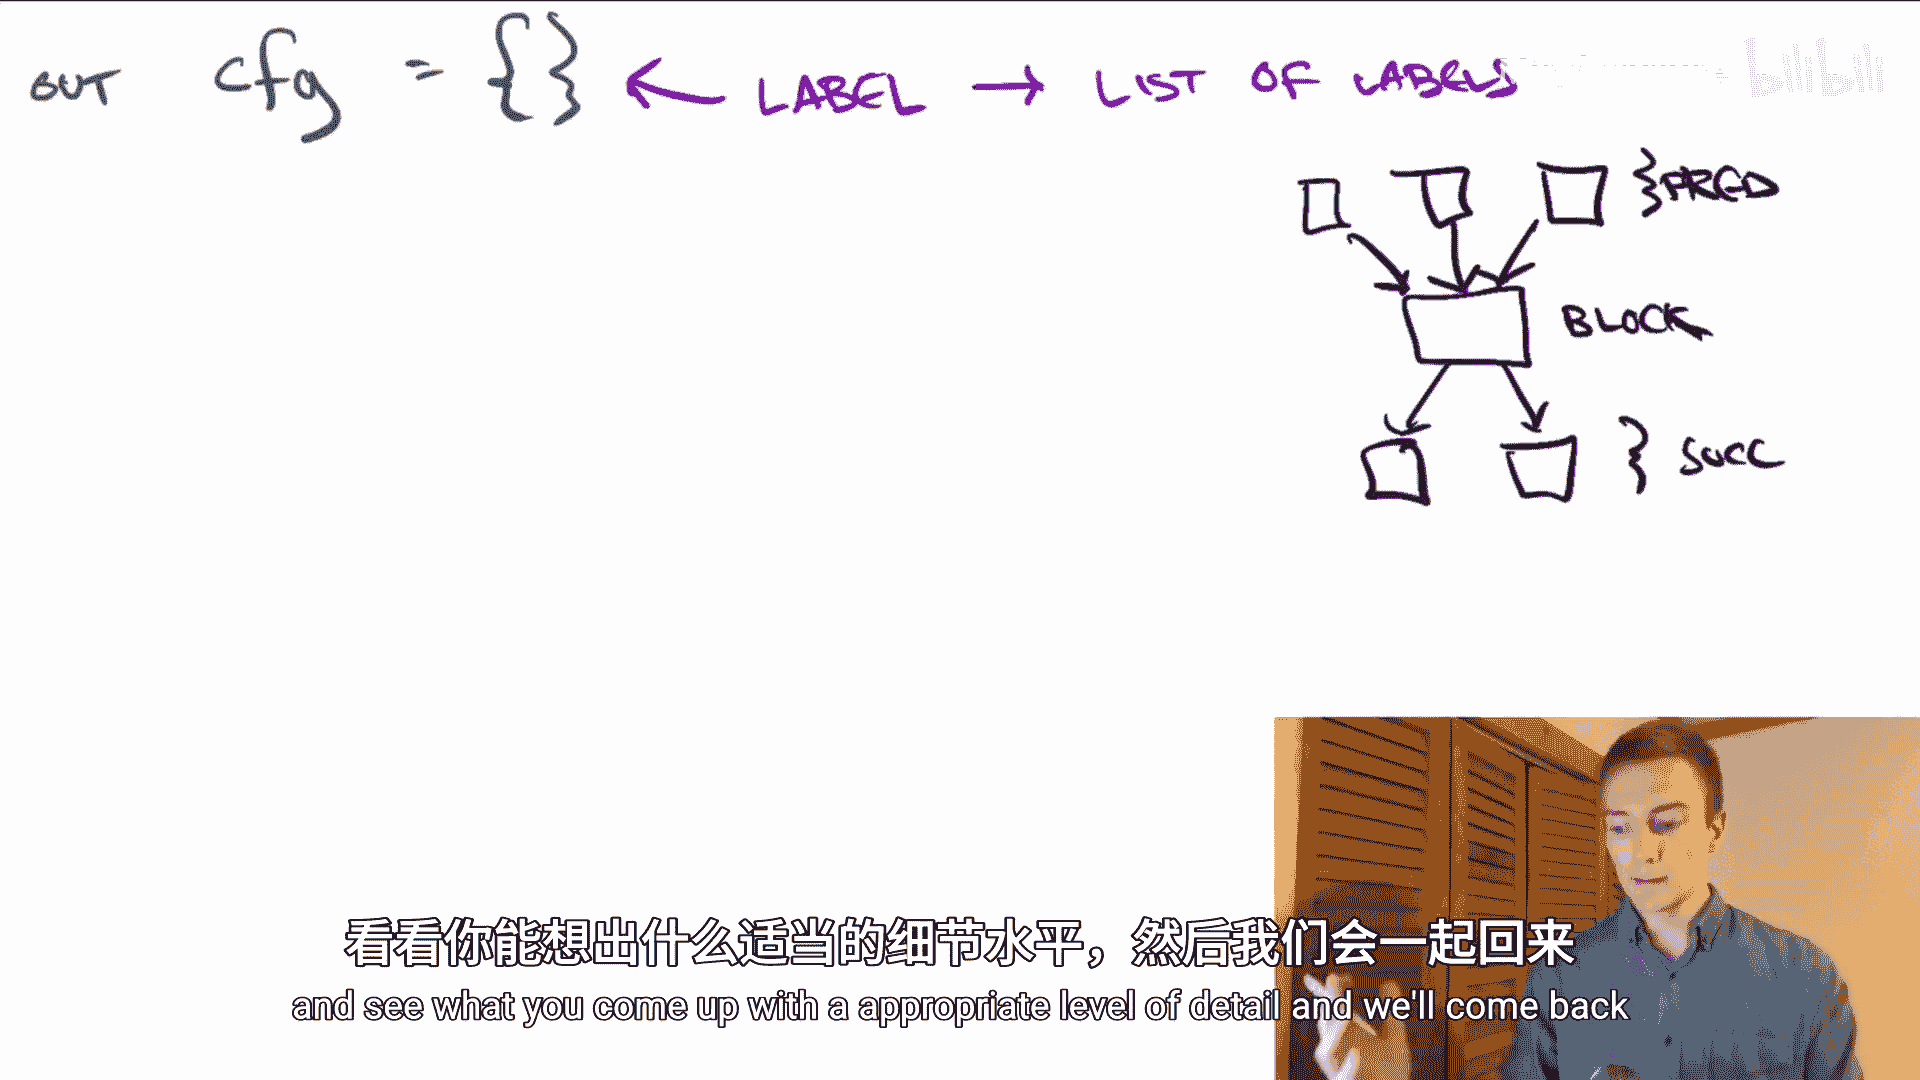 OUT cfg = {} ← LABEL → LIST OF LABELS
bilibili
} PRED
BLOCK
} SUCC
看看你能想出什么适当的细节水平，然后我们会一起回来
and see what you come up with a appropriate level of detail and we'll come back